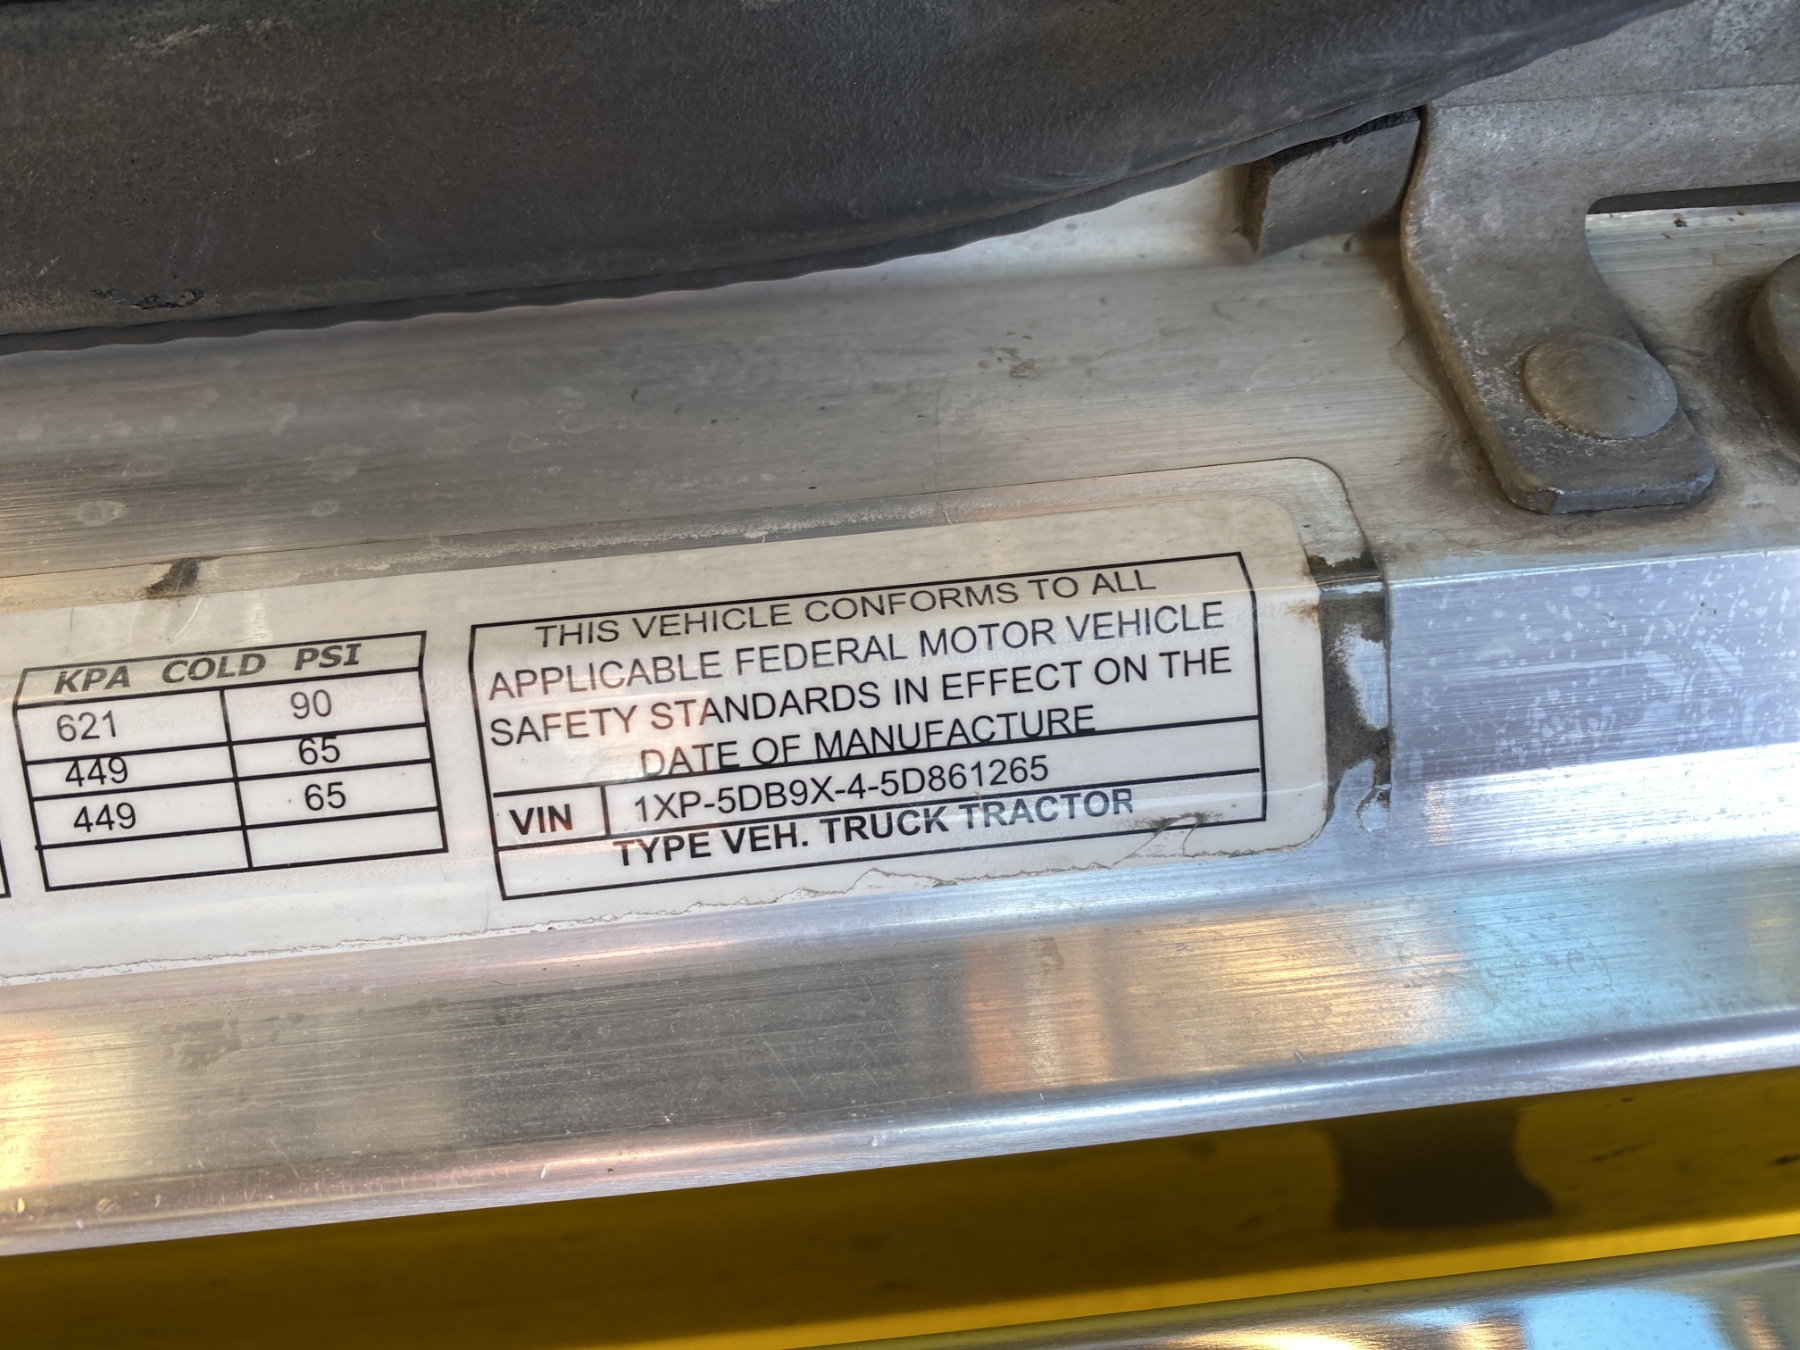 KPA COLD PSI
621 90
449 65
449 65
THIS VEHICLE CONFORMS TO ALL
APPLICABLE FEDERAL MOTOR VEHICLE
SAFETY STANDARDS IN EFFECT ON THE
DATE OF MANUFACTURE
VIN 1XP-5DB9X-4-5D861265
TYPE VEH. TRUCK TRACTOR